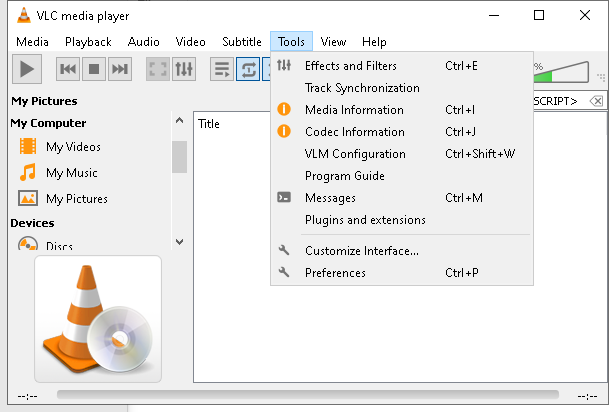 VLC media player
Media Playback Audio Video Subtitle Tools View Help
%
SCRIPT>
My Pictures
My Computer
My Videos
My Music
My Pictures
Devices
Discs
Title
Effects and Filters Ctrl+E
Track Synchronization
Media Information Ctrl+I
Codec Information Ctrl+J
VLM Configuration Ctrl+Shift+W
Program Guide
Messages Ctrl+M
Plugins and extensions
Customize Interface...
Preferences Ctrl+P
--:-- --:--